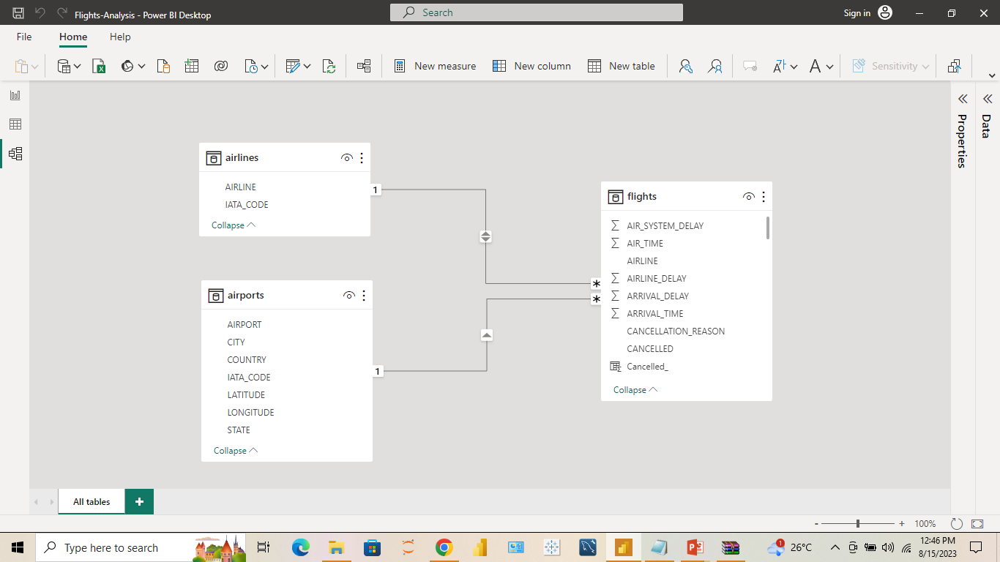 Flights-Analysis - Power BI Desktop
Search
Sign in
File Home Help
New measure New column New table Sensitivity
airlines
AIRLINE
IATA_CODE
Collapse
1
airports
AIRPORT
CITY
COUNTRY
IATA_CODE
LATITUDE
LONGITUDE
STATE
Collapse
1
flights
AIR_SYSTEM_DELAY
AIR_TIME
AIRLINE
AIRLINE_DELAY
ARRIVAL_DELAY
ARRIVAL_TIME
CANCELLATION_REASON
CANCELLED
Cancelled_
Collapse
*
*
Properties
Data
All tables
+
- + 100%
Type here to search
1
26°C
12:46 PM
8/15/2023